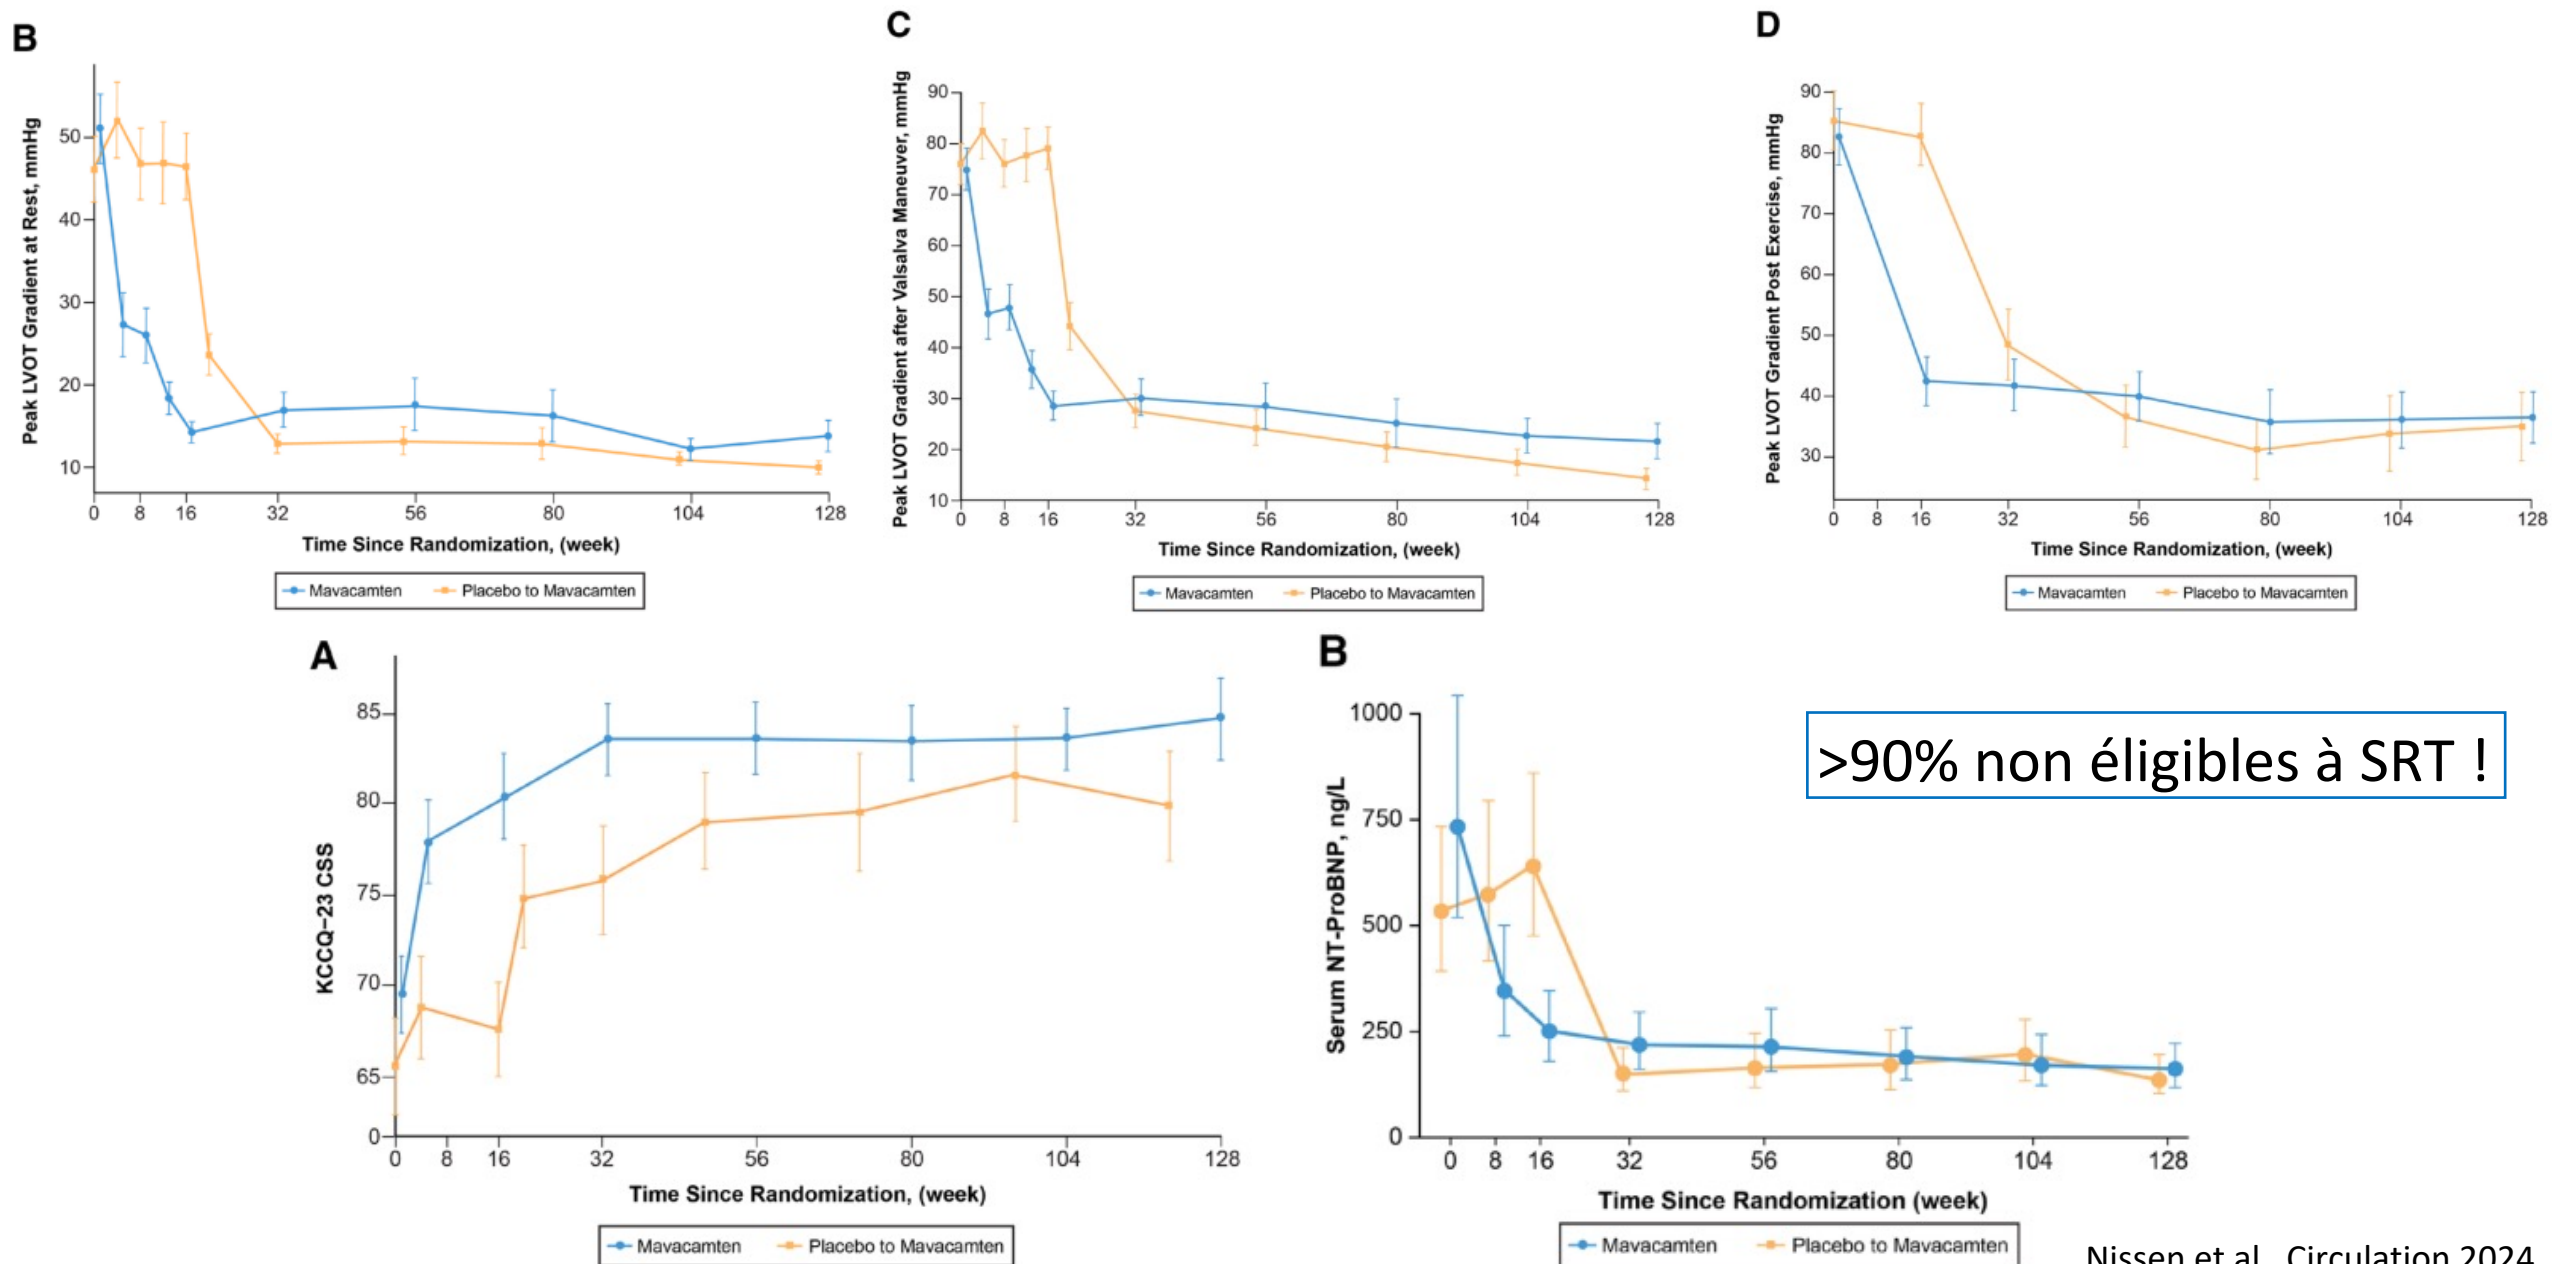 B
Peak LVOT Gradient at Rest, mmHg
50
40
30
20
10
0 8 16 32 56 80 104 128
Time Since Randomization, (week)
Mavacamten Placebo to Mavacamten
C
Peak LVOT Gradient after Valsalva Maneuver, mmHg
90
80
70
60
50
40
30
20
10
0 8 16 32 56 80 104 128
Time Since Randomization, (week)
Mavacamten Placebo to Mavacamten
D
Peak LVOT Gradient Post Exercise, mmHg
90
80
70
60
50
40
30
0 8 16 32 56 80 104 128
Time Since Randomization, (week)
Mavacamten Placebo to Mavacamten
A
KCCQ-23 CSS
85
80
75
70
65
0
0 8 16 32 56 80 104 128
Time Since Randomization, (week)
Mavacamten Placebo to Mavacamten
B
Serum NT-ProBNP, ng/L
1000
750
500
250
0
0 8 16 32 56 80 104 128
Time Since Randomization (week)
Mavacamten Placebo to Mavacamten
>90% non éligibles à SRT !
Nissen et al., Circulation 2024